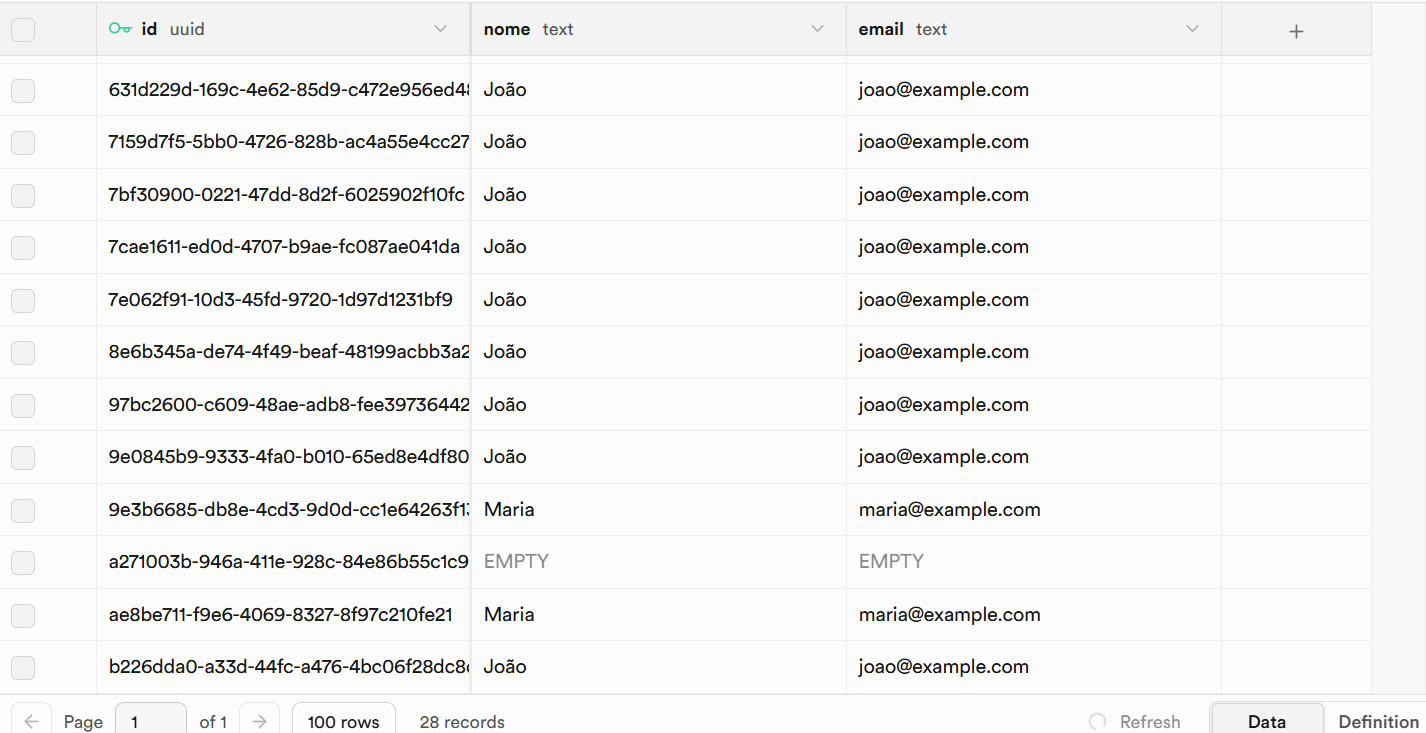 id uuid nome text email text +
631d229d-169c-4e62-85d9-c472e956ed48 João joao@example.com
7159d7f5-5bb0-4726-828b-ac4a55e4cc27 João joao@example.com
7bf30900-0221-47dd-8d2f-6025902f10fc João joao@example.com
7cae1611-ed0d-4707-b9ae-fc087ae041da João joao@example.com
7e062f91-10d3-45fd-9720-1d97d1231bf9 João joao@example.com
8e6b345a-de74-4f49-beaf-48199acbb3a2 João joao@example.com
97bc2600-c609-48ae-adb8-fee39736442 João joao@example.com
9e0845b9-9333-4fa0-b010-65ed8e4df80 João joao@example.com
9e3b6685-db8e-4cd3-9d0d-cc1e64263f1 Maria maria@example.com
a271003b-946a-411e-928c-84e86b55c1c9 EMPTY EMPTY
ae8be711-f9e6-4069-8327-8f97c210fe21 Maria maria@example.com
b226dda0-a33d-44fc-a476-4bc06f28dc8 João joao@example.com
Page 1 of 1 100 rows 28 records Refresh Data Definition